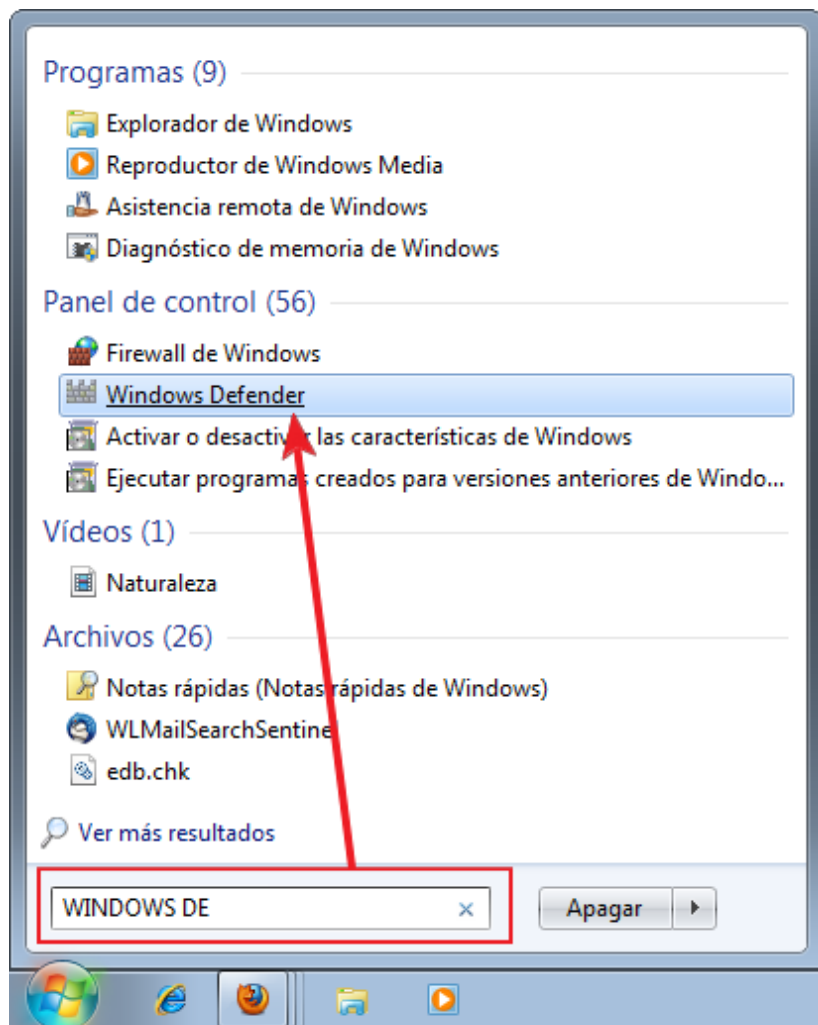 Programas (9)
Explorador de Windows
Reproductor de Windows Media
Asistencia remota de Windows
Diagnóstico de memoria de Windows
Panel de control (56)
Firewall de Windows
Windows Defender
Activar o desactivar las características de Windows
Ejecutar programas creados para versiones anteriores de Windo...
Vídeos (1)
Naturaleza
Archivos (26)
Notas rápidas (Notas rápidas de Windows)
WLMailSearchSentinel
edb.chk
Ver más resultados
WINDOWS DE
Apagar